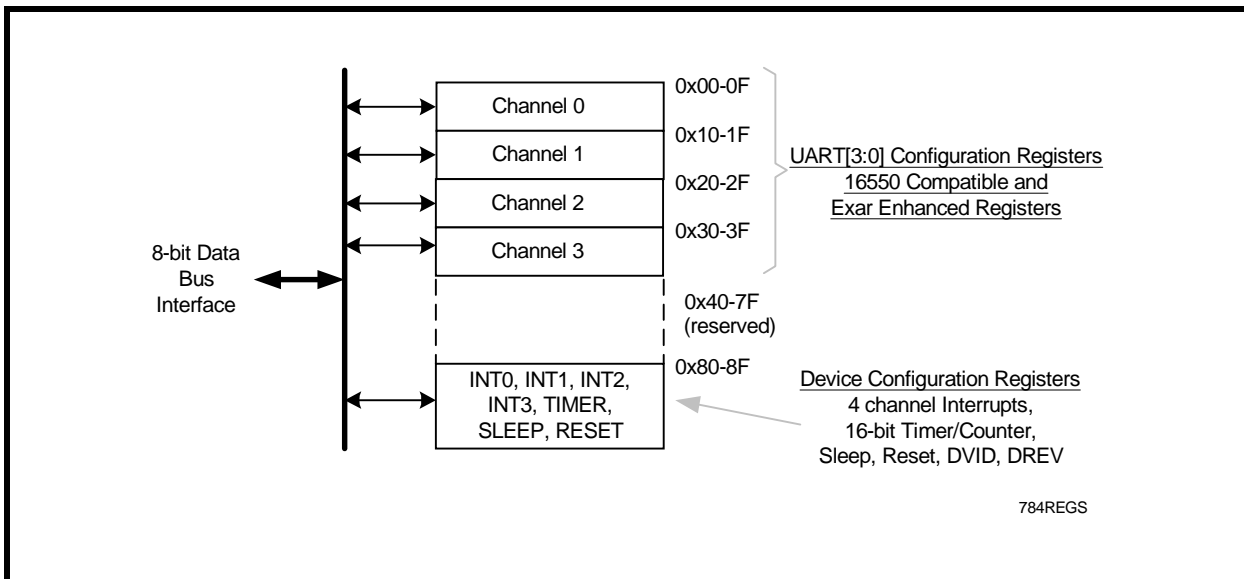 8-bit Data
Bus
Interface
Channel 0
0x00-0F
Channel 1
0x10-1F
Channel 2
0x20-2F
Channel 3
0x30-3F
UART[3:0] Configuration Registers
16550 Compatible and
Exar Enhanced Registers
0x40-7F
(reserved)
INT0, INT1, INT2,
INT3, TIMER,
SLEEP, RESET
0x80-8F
Device Configuration Registers
4 channel Interrupts,
16-bit Timer/Counter,
Sleep, Reset, DVID, DREV
784REGS